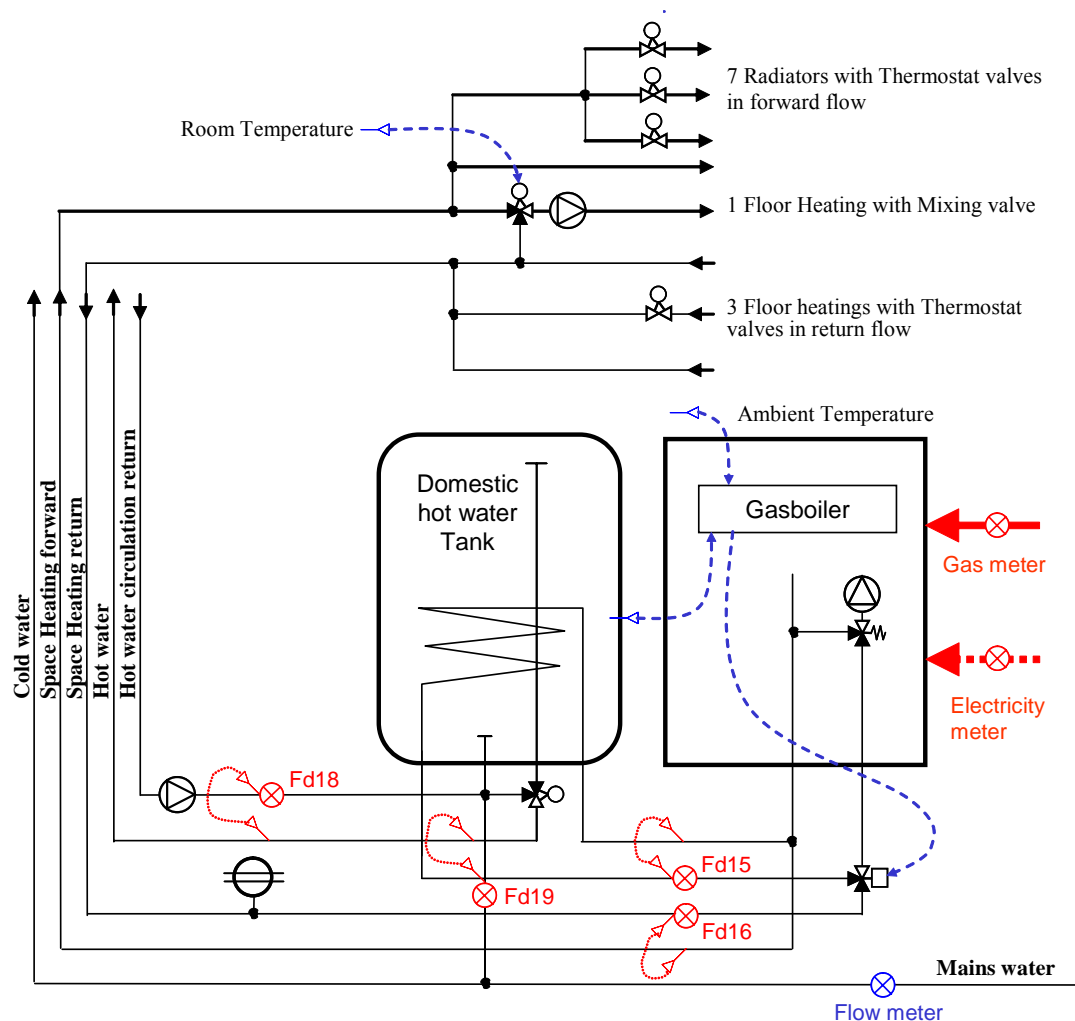 7 Radiators with Thermostat valves
in forward flow
Room Temperature
1 Floor Heating with Mixing valve
3 Floor heatings with Thermostat
valves in return flow
Ambient Temperature
Domestic
hot water
Tank
Gasboiler
Gas meter
Electricity
meter
Cold water
Space Heating forward
Space Heating return
Hot water
Hot water circulation return
Fd18
Fd15
Fd19
Fd16
Mains water
Flow meter